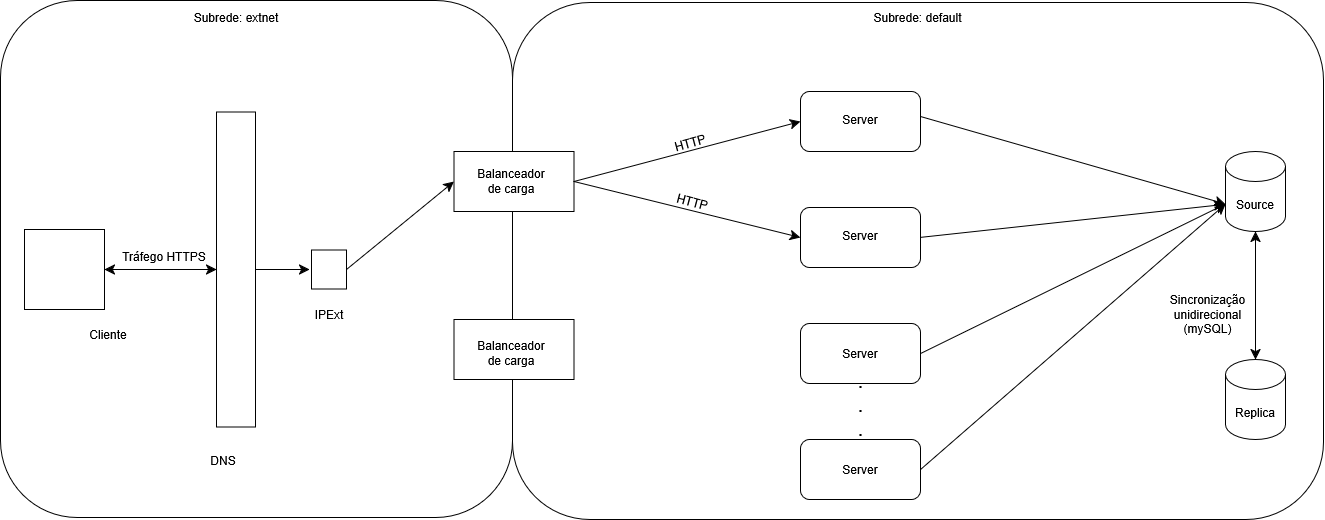 Subrede: extnet
Subrede: default
Tráfego HTTPS
Cliente
DNS
IPExt
Balanceador
de carga
Balanceador
de carga
HTTP
HTTP
Server
Server
Server
.
.
.
Server
Source
Sincronização
unidirecional
(mySQL)
Replica